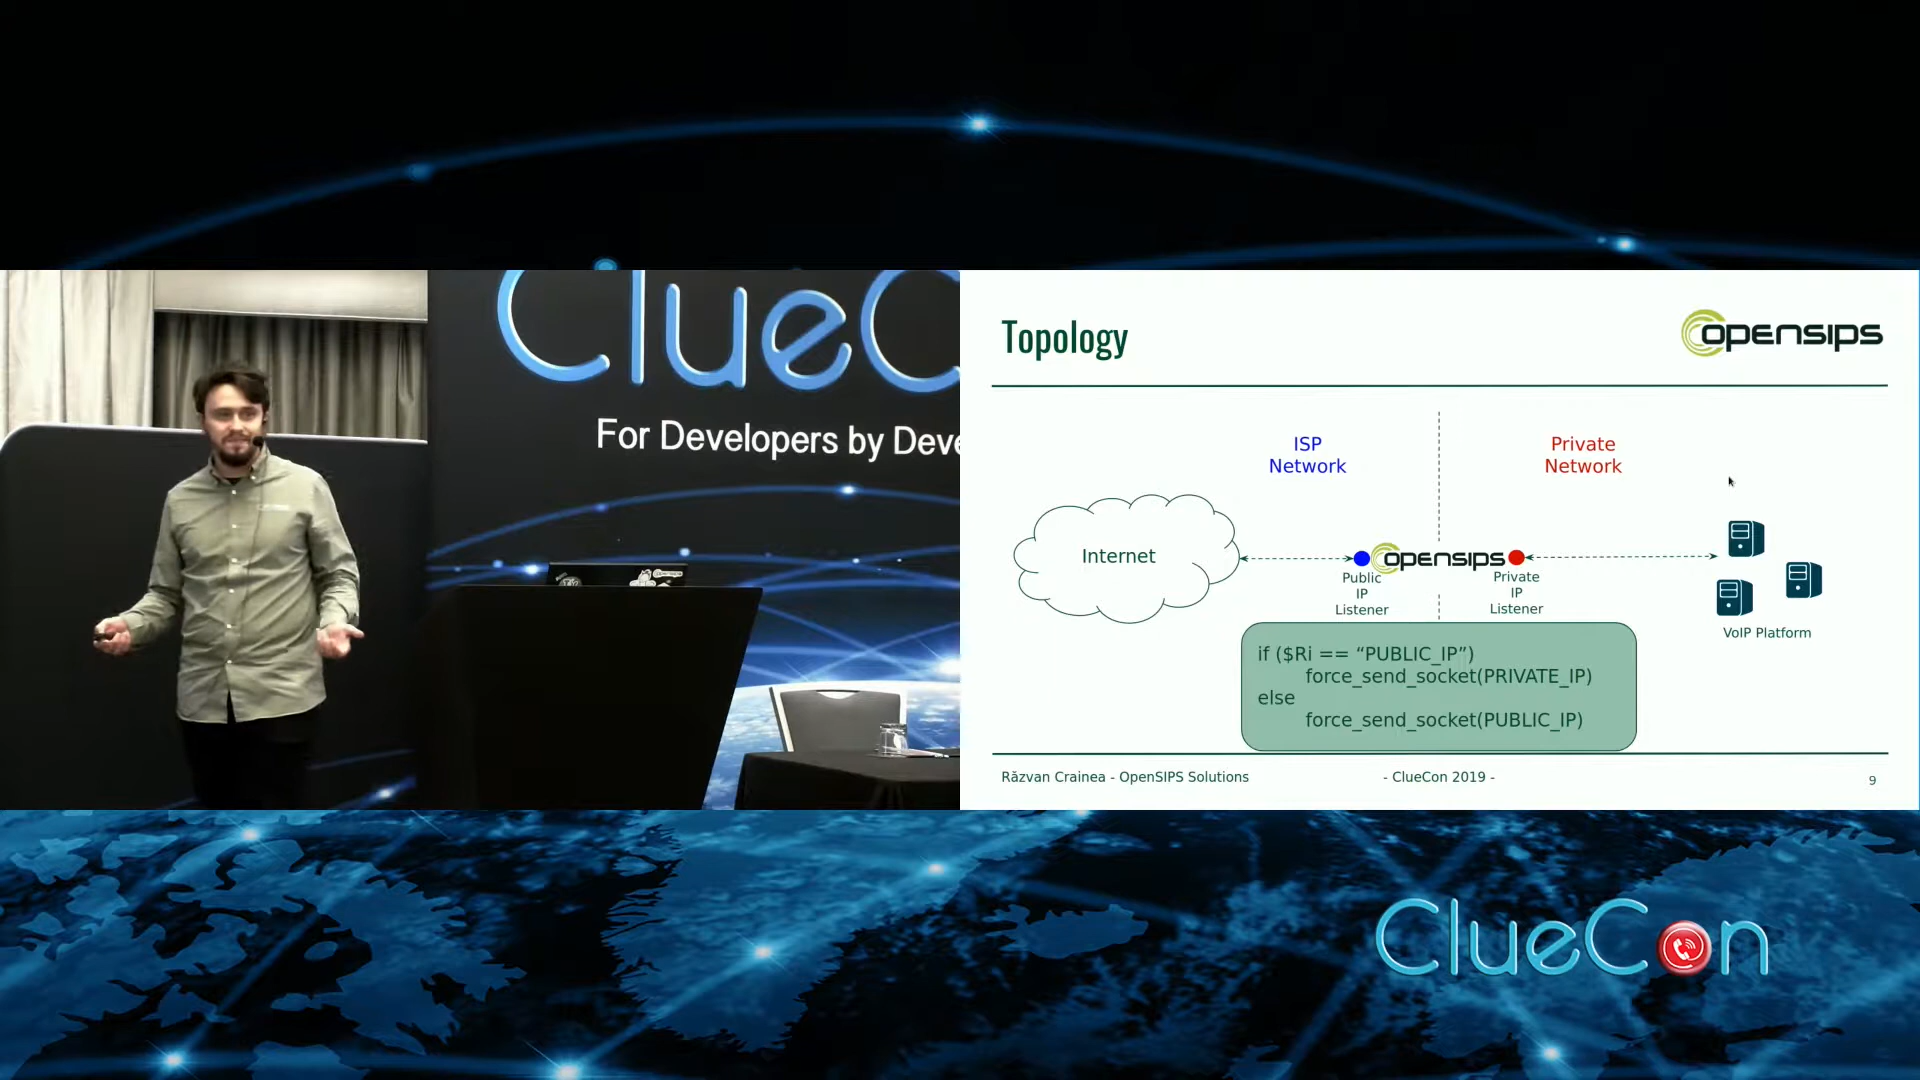 ClueC
For Developers by Deve
Topology
opensips
ISP
Network
Private
Network
Internet
opensips
Public
IP
Listener
Private
IP
Listener
VoIP Platform
if ($Ri == “PUBLIC_IP”)
force_send_socket(PRIVATE_IP)
else
force_send_socket(PUBLIC_IP)
Răzvan Crainea - OpenSIPS Solutions
- ClueCon 2019 -
9
ClueCon